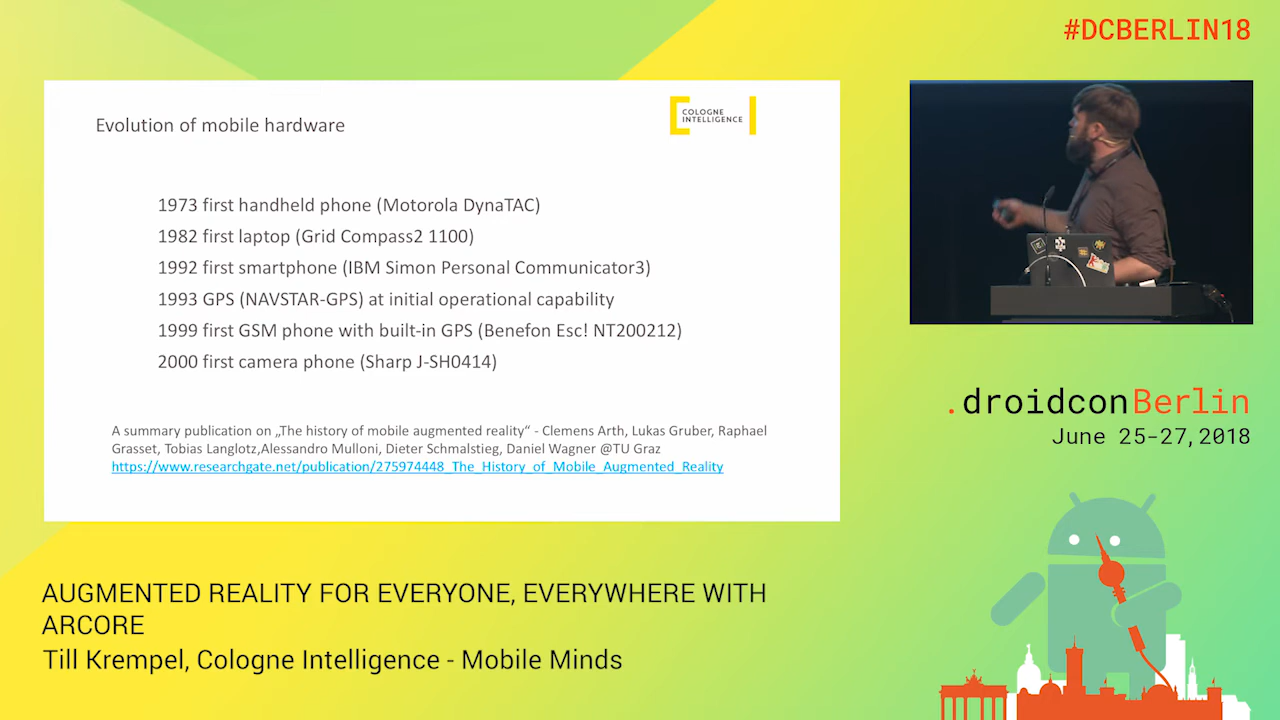 #DCBERLIN18
Evolution of mobile hardware
COLOGNE
INTELLIGENCE
1973 first handheld phone (Motorola DynaTAC)
1982 first laptop (Grid Compass2 1100)
1992 first smartphone (IBM Simon Personal Communicator3)
1993 GPS (NAVSTAR-GPS) at initial operational capability
1999 first GSM phone with built-in GPS (Benefon Esc! NT200212)
2000 first camera phone (Sharp J-SH0414)
A summary publication on „The history of mobile augmented reality“ - Clemens Arth, Lukas Gruber, Raphael
Grasset, Tobias Langlotz,Alessandro Mulloni, Dieter Schmalstieg, Daniel Wagner @TU Graz
https://www.researchgate.net/publication/275974448_The_History_of_Mobile_Augmented_Reality
.droidconBerlin
June 25-27,2018
AUGMENTED REALITY FOR EVERYONE, EVERYWHERE WITH
ARCORE
Till Krempel, Cologne Intelligence - Mobile Minds